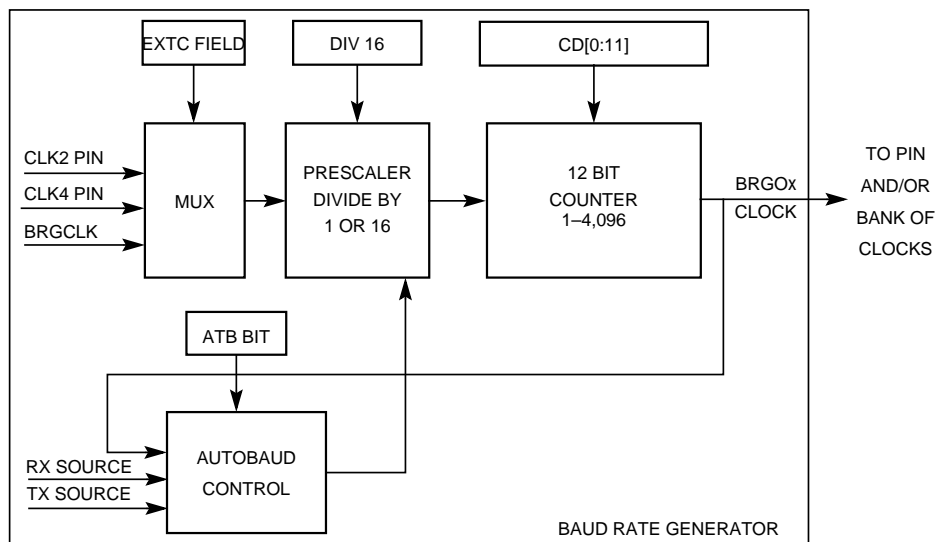 EXTC FIELD
DIV 16
CD[0:11]
CLK2 PIN
CLK4 PIN
BRGCLK
MUX
PRESCALER
DIVIDE BY
1 OR 16
12 BIT
COUNTER
1–4,096
BRGOx
CLOCK
TO PIN
AND/OR
BANK OF
CLOCKS
ATB BIT
RX SOURCE
TX SOURCE
AUTOBAUD
CONTROL
BAUD RATE GENERATOR